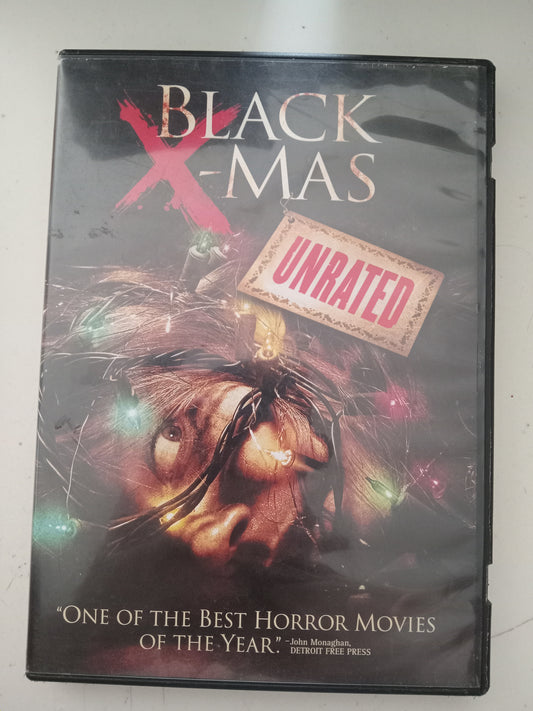 BLACK
X-MAS
UNRATED
“ONE OF THE BEST HORROR MOVIES
OF THE YEAR.” –John Monaghan,
DETROIT FREE PRESS